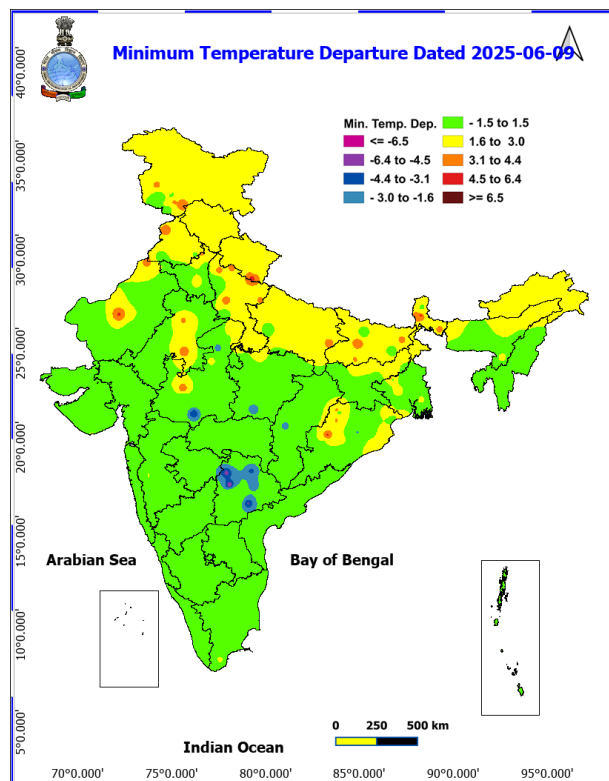 Minimum Temperature Departure Dated 2025-06-09
Min. Temp. Dep.
<= -6.5
-6.4 to -4.5
-4.4 to -3.1
- 3.0 to -1.6
- 1.5 to 1.5
1.6 to 3.0
3.1 to 4.4
4.5 to 6.4
>= 6.5
40°0.000'
35°0.000'
30°0.000'
25°0.000'
20°0.000'
15°0.000'
10°0.000'
5°0.000'
Arabian Sea
Bay of Bengal
0 250 500 km
Indian Ocean
70°0.000' 75°0.000' 80°0.000' 85°0.000' 90°0.000' 95°0.000'